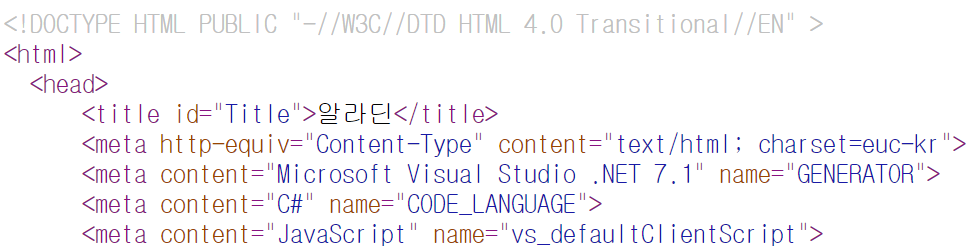 <!DOCTYPE HTML PUBLIC "-//W3C//DTD HTML 4.0 Transitional//EN" >
<html>
<head>
<title id="Title">알라딘</title>
<meta http-equiv="Content-Type" content="text/html; charset=euc-kr">
<meta content="Microsoft Visual Studio .NET 7.1" name="GENERATOR">
<meta content="C#" name="CODE_LANGUAGE">
<meta content="JavaScript" name="vs_defaultClientScript">